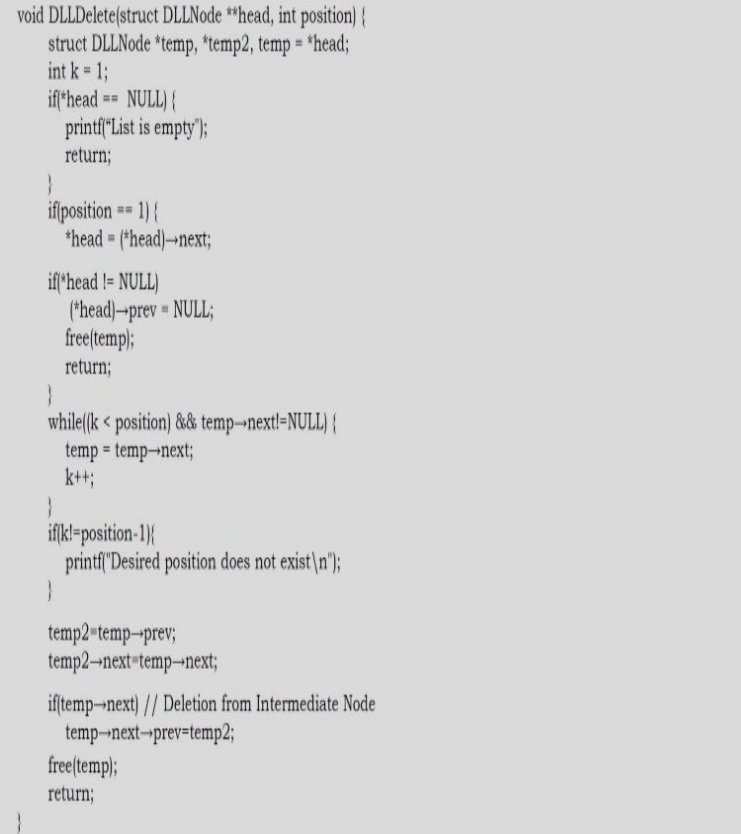 void DLLDelete(struct DLLNode **head, int position) {
struct DLLNode *temp, *temp2, temp = *head;
int k = 1;
if(*head == NULL) {
printf("List is empty");
return;
}
if(position == 1) {
*head = (*head)→next;
if(*head != NULL)
(*head)→prev = NULL;
free(temp);
return;
}
while((k < position) && temp→next!=NULL) {
temp = temp→next;
k++;
}
if(k!=position-1){
printf("Desired position does not exist\n");
}
temp2=temp→prev;
temp2→next=temp→next;
if(temp→next) // Deletion from Intermediate Node
temp→next→prev=temp2;
free(temp);
return;
}